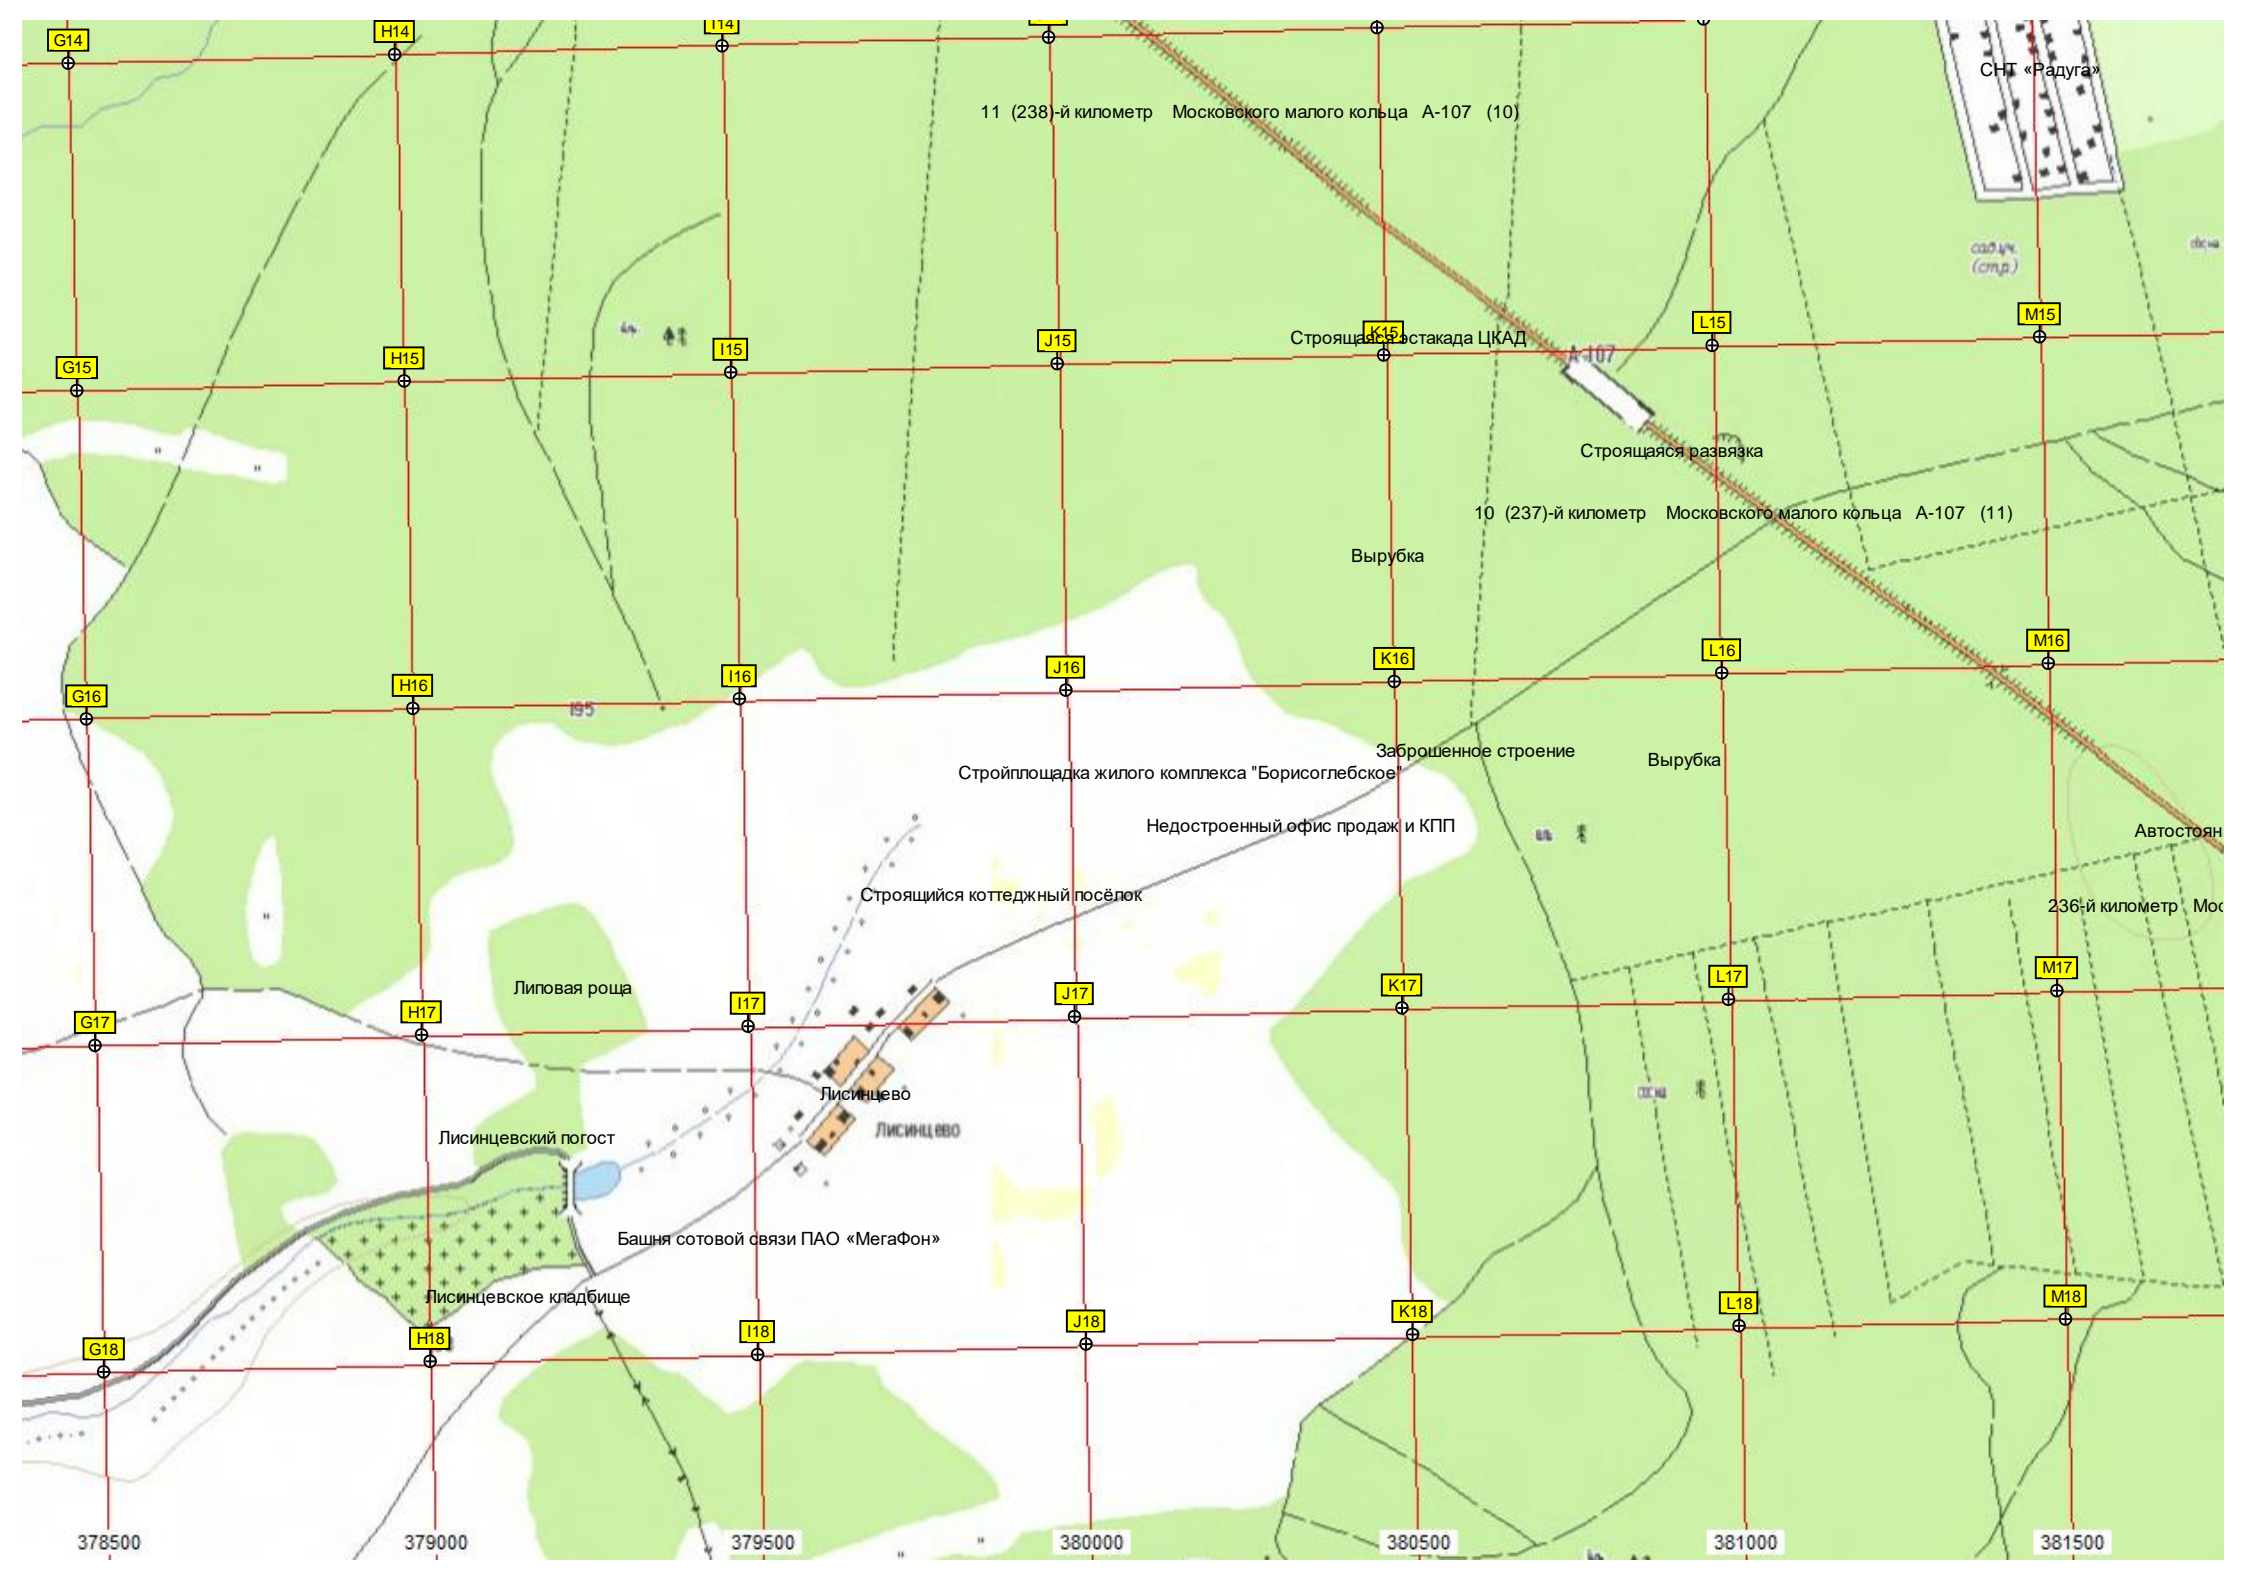 G14
H14
I14
СНТ «Радуга»
11 (238)-й километр Московского малого кольца А-107 (10)
сад.уч.
(стр.)
сосна
G15
H15
I15
J15
K15
L15
M15
Строящаяся эстакада ЦКАД
А-107
Строящаяся развязка
10 (237)-й километр Московского малого кольца А-107 (11)
Вырубка
G16
H16
195
I16
J16
K16
L16
M16
Заброшенное строение
Вырубка
Стройплощадка жилого комплекса "Борисоглебское"
Недостроенный офис продаж и КПП
Автостоян
Строящийся коттеджный посёлок
236-й километр Мос
Липовая роща
G17
H17
I17
J17
K17
L17
M17
Лисинцево
сосна
Лисинцево
Лисинцевский погост
Башня сотовой связи ПАО «МегаФон»
Лисинцевское кладбище
G18
H18
I18
J18
K18
L18
M18
378500
379000
379500
380000
380500
381000
381500